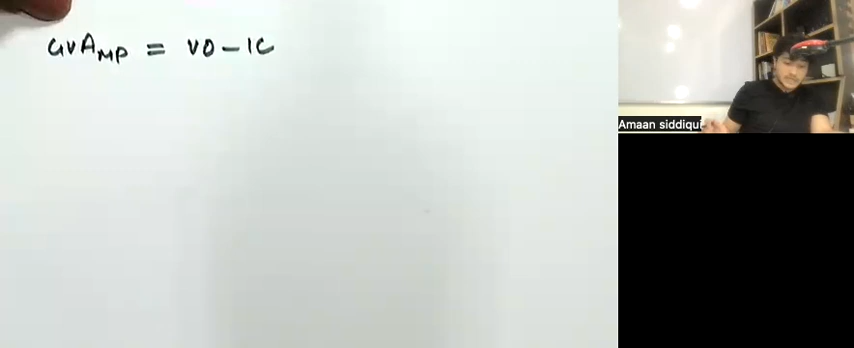 GVAMP = VO - IC
Amaan siddiqui